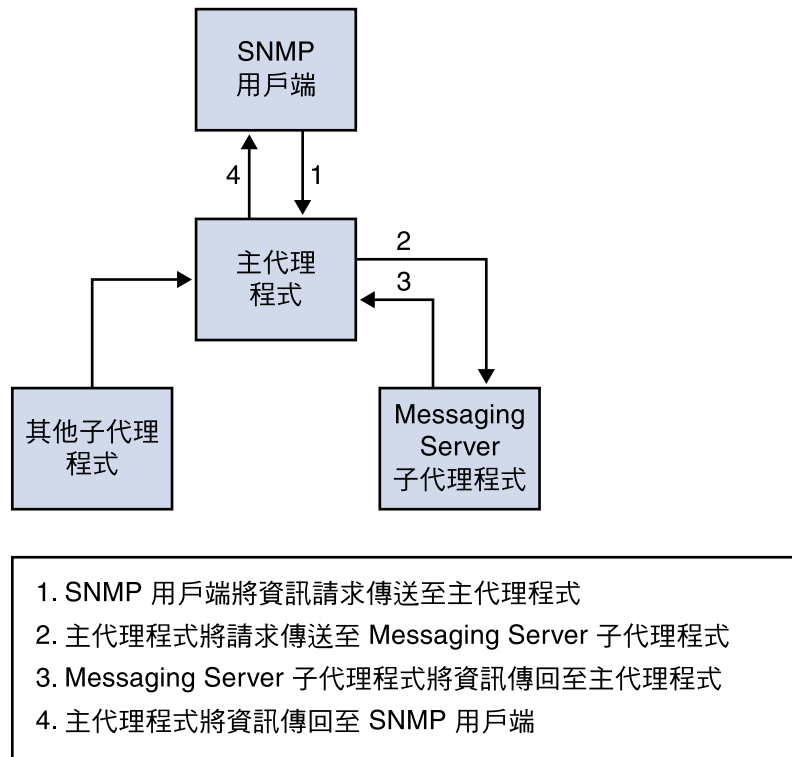 SNMP
用戶端
4
1
主代理
程式
2
3
其他子代理
程式
Messaging
Server
子代理程式
1. SNMP 用戶端將資訊請求傳送至主代理程式
2. 主代理程式將請求傳送至 Messaging Server 子代理程式
3. Messaging Server 子代理程式將資訊傳回至主代理程式
4. 主代理程式將資訊傳回至 SNMP 用戶端